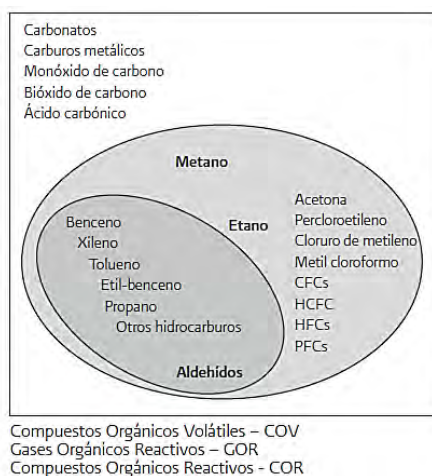 Carbonatos
Carburos metálicos
Monóxido de carbono
Bióxido de carbono
Ácido carbónico
Metano
Etano
Benceno
Xileno
Tolueno
Etil-benceno
Propano
Otros hidrocarburos
Aldehídos
Acetona
Percloroetileno
Cloruro de metileno
Metil cloroformo
CFCs
HCFC
HFCs
PFCs
Compuestos Orgánicos Volátiles – COV
Gases Orgánicos Reactivos – GOR
Compuestos Orgánicos Reactivos - COR